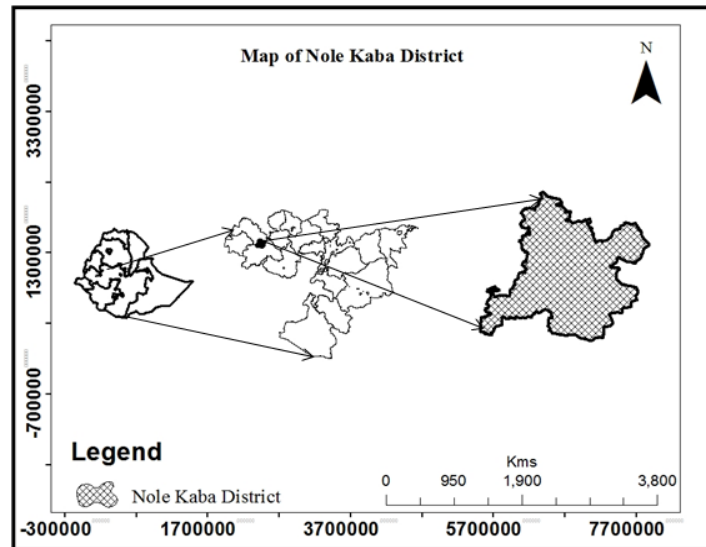 Map of Nole Kaba District
N
3300000
1300000
-700000
Legend
Nole Kaba District
Kms
0 950 1,900 3,800
-300000 1700000 3700000 5700000 7700000